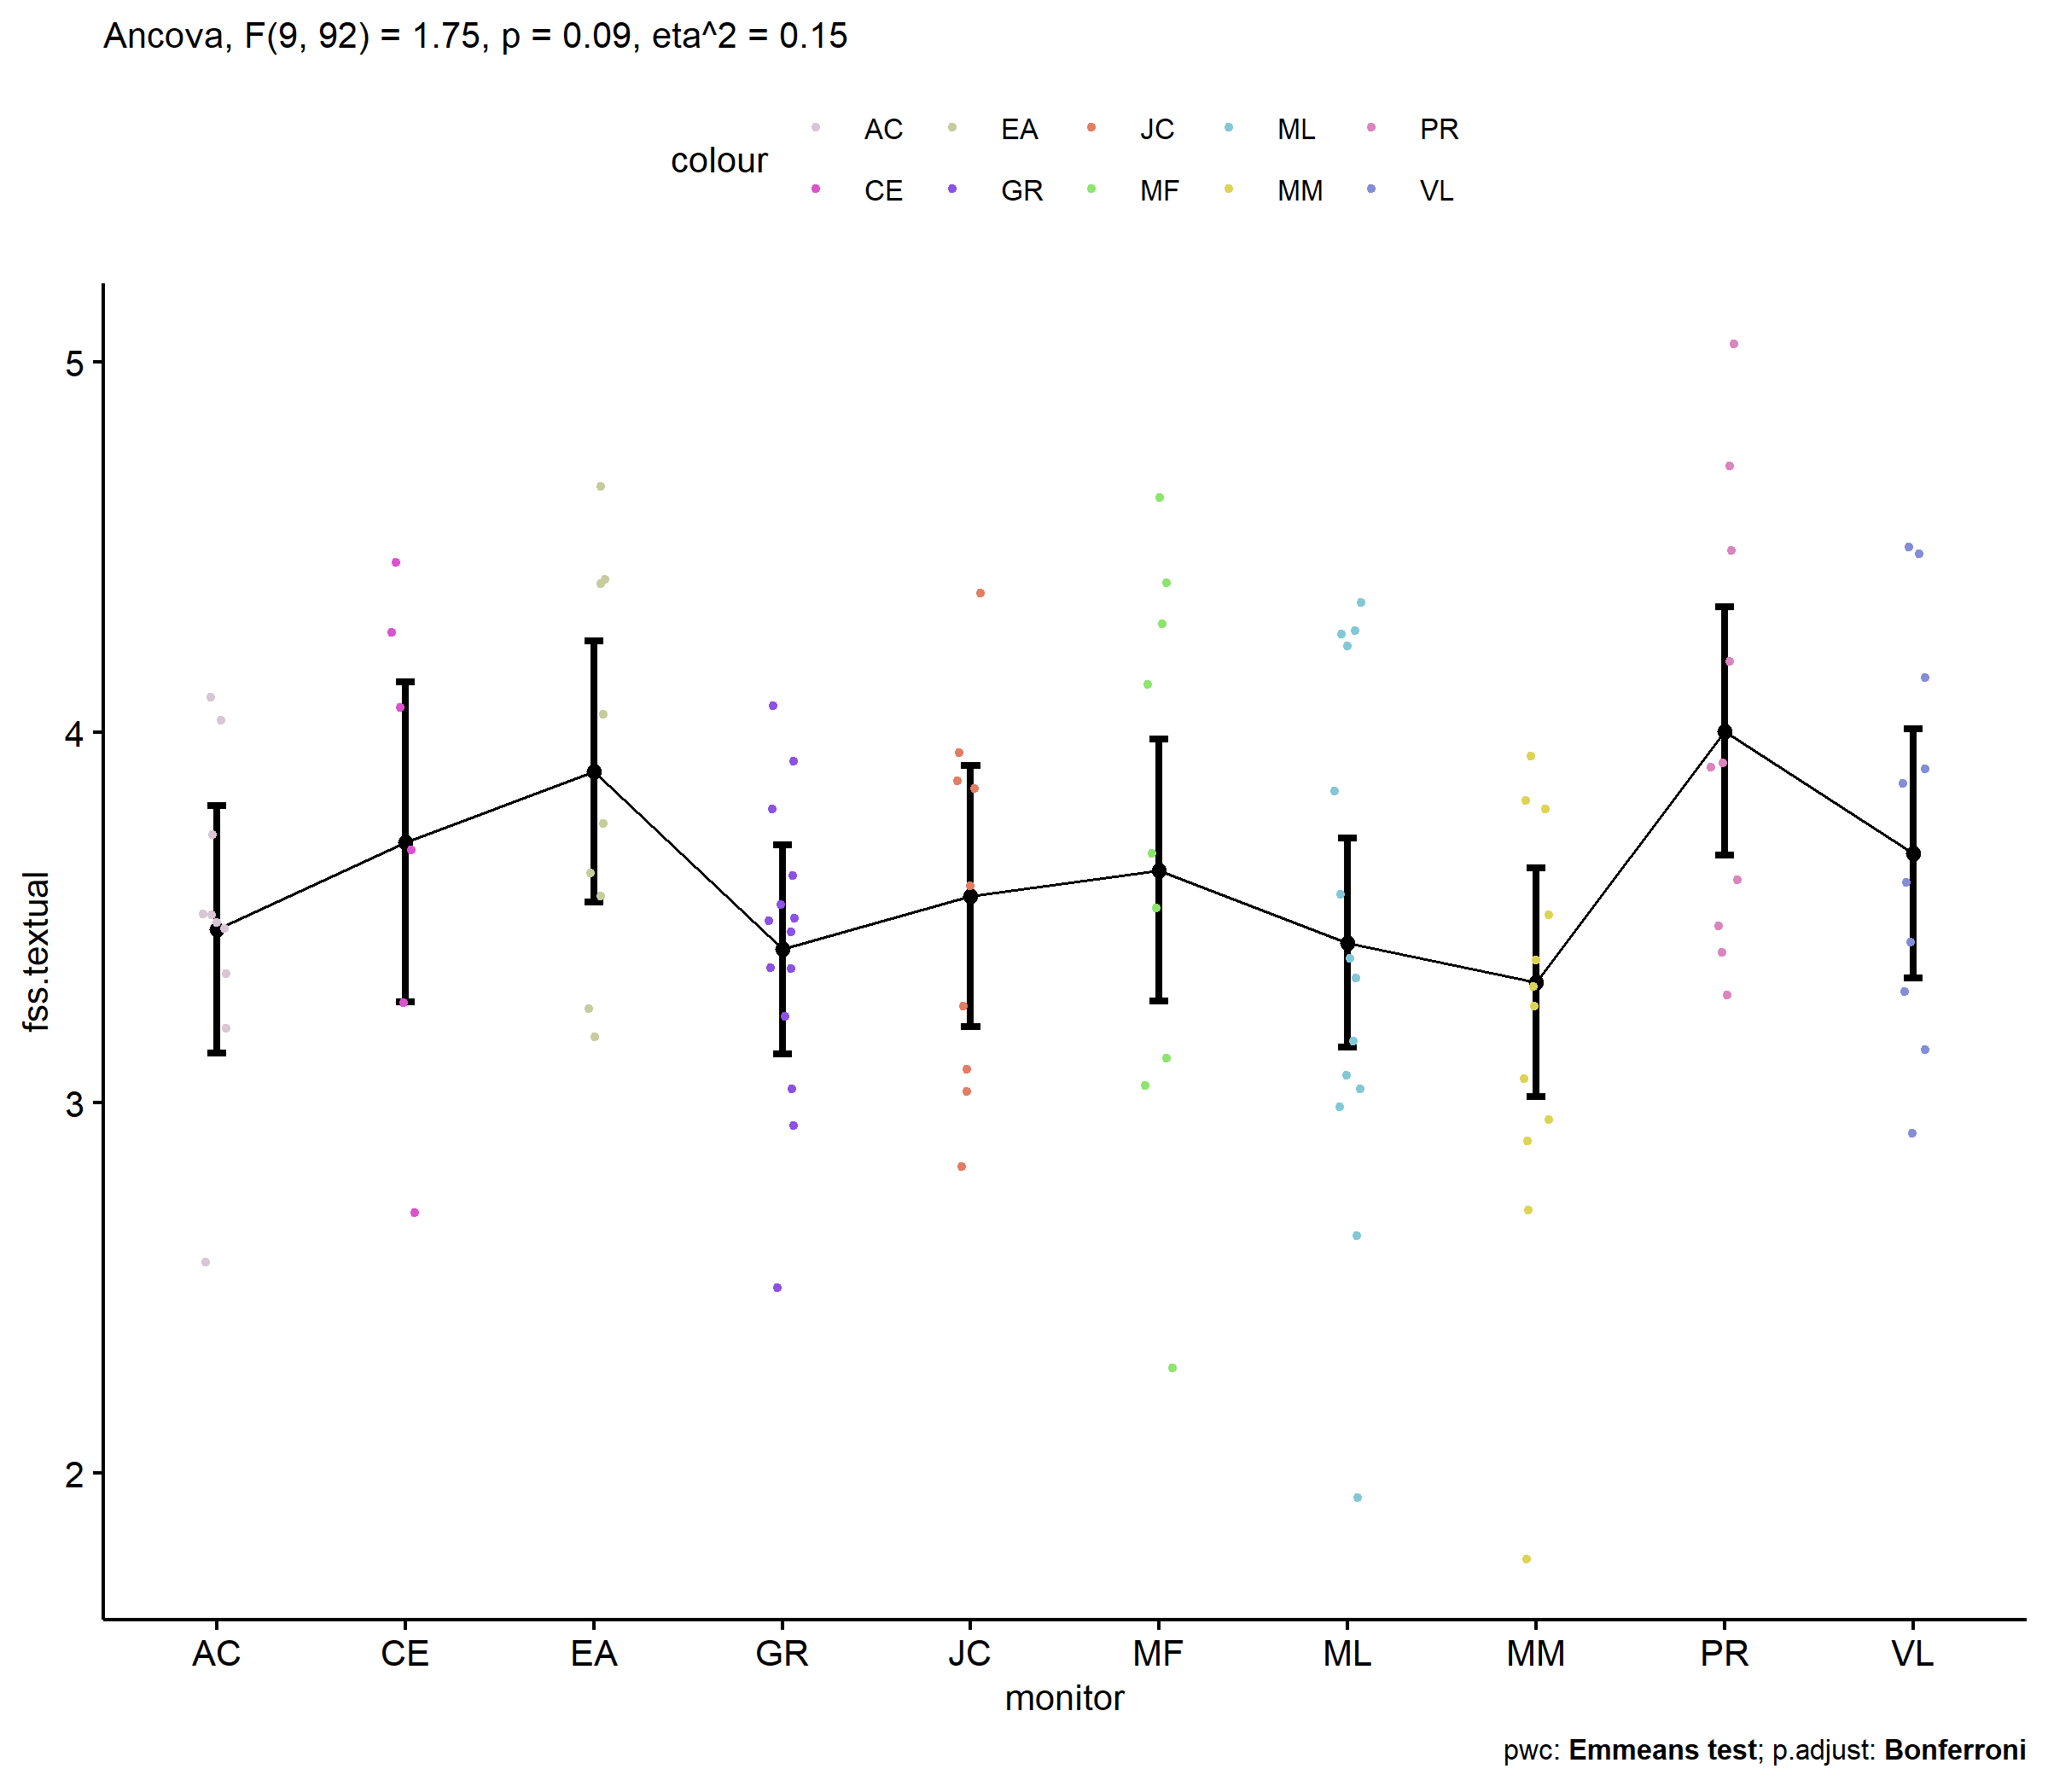 Ancova, F(9, 92) = 1.75, p = 0.09, eta^2 = 0.15
colour
AC EA JC ML PR
CE GR MF MM VL
fss.textual
5
4
3
2
AC CE EA GR JC MF ML MM PR VL
monitor
pwc: Emmeans test; p.adjust: Bonferroni